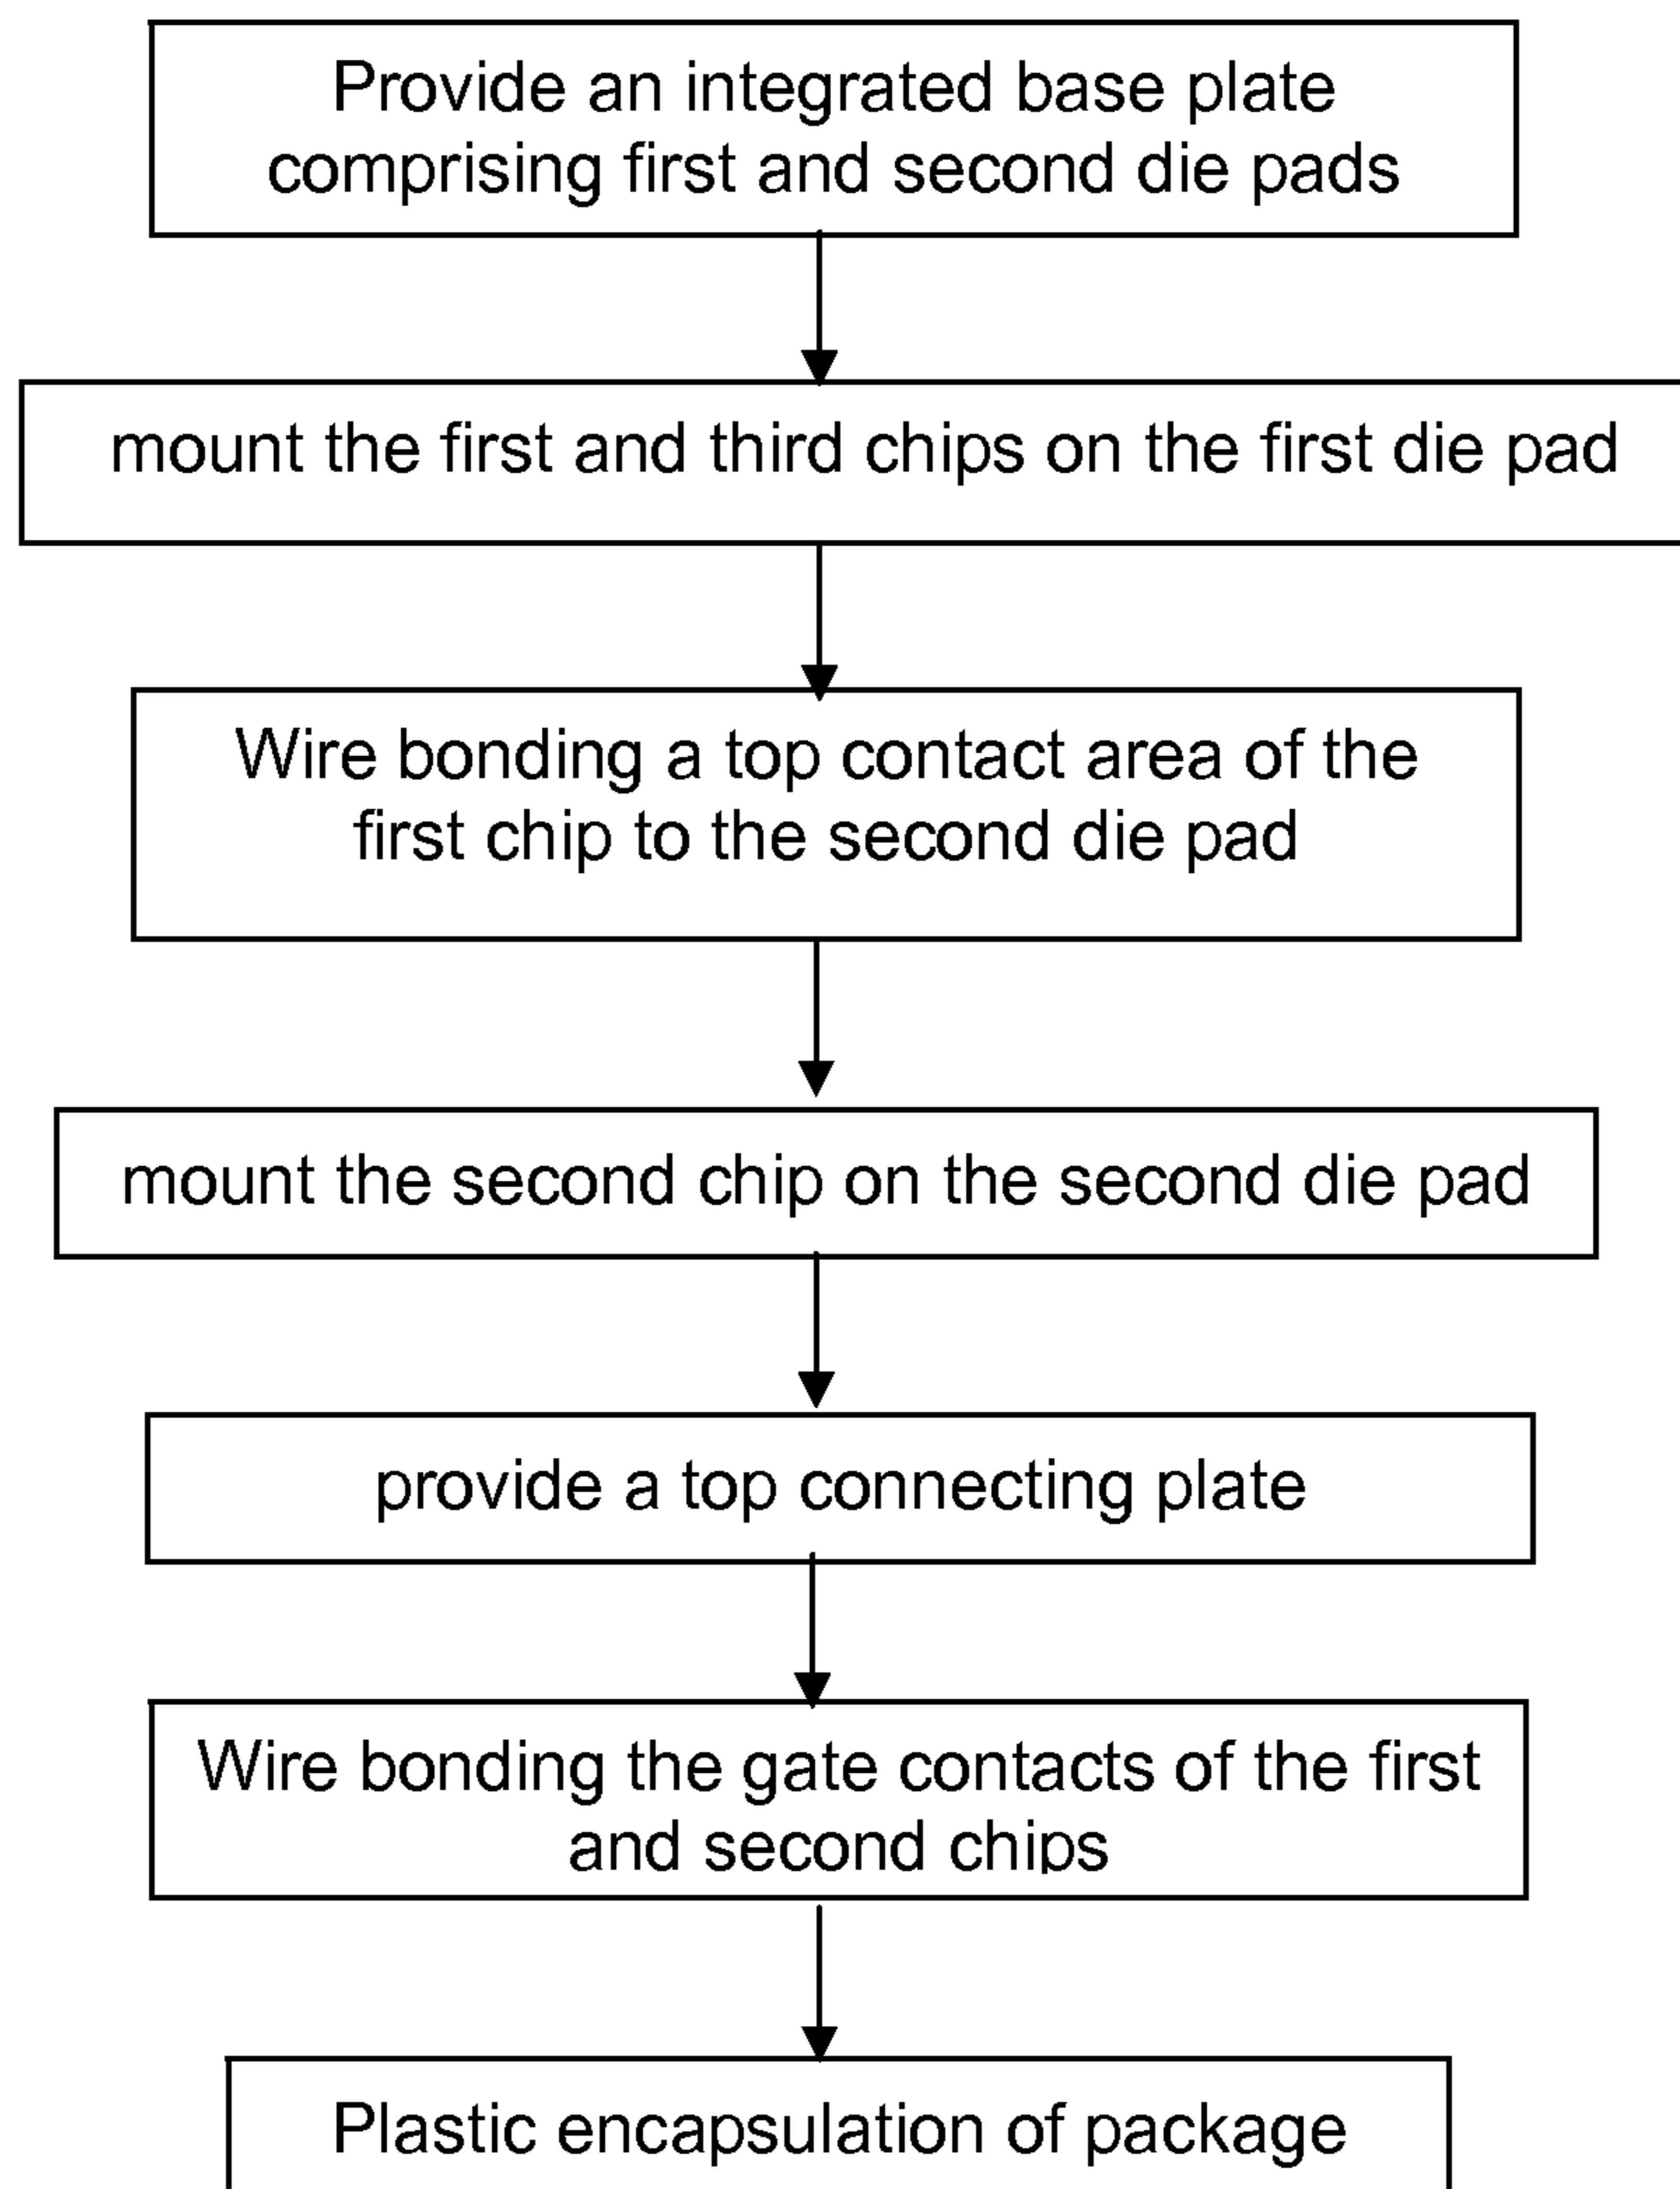 Provide an integrated base plate
comprising first and second die pads
mount the first and third chips on the first die pad
Wire bonding a top contact area of the
first chip to the second die pad
mount the second chip on the second die pad
provide a top connecting plate
Wire bonding the gate contacts of the first
and second chips
Plastic encapsulation of package